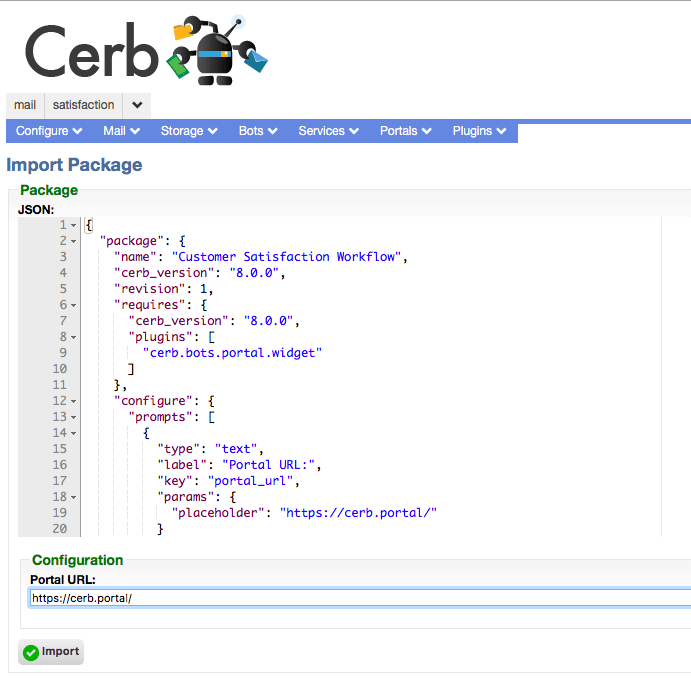 Cerb
mail satisfaction
Configure Mail Storage Bots Services Portals Plugins
Import Package
Package
JSON:
1 {
2 "package": {
3 "name": "Customer Satisfaction Workflow",
4 "cerb_version": "8.0.0",
5 "revision": 1,
6 "requires": {
7 "cerb_version": "8.0.0",
8 "plugins": [
9 "cerb.bots.portal.widget"
10 ]
11 },
12 "configure": {
13 "prompts": [
14 {
15 "type": "text",
16 "label": "Portal URL:",
17 "key": "portal_url",
18 "params": {
19 "placeholder": "https://cerb.portal/"
20 }
Configuration
Portal URL:
https://cerb.portal/
Import